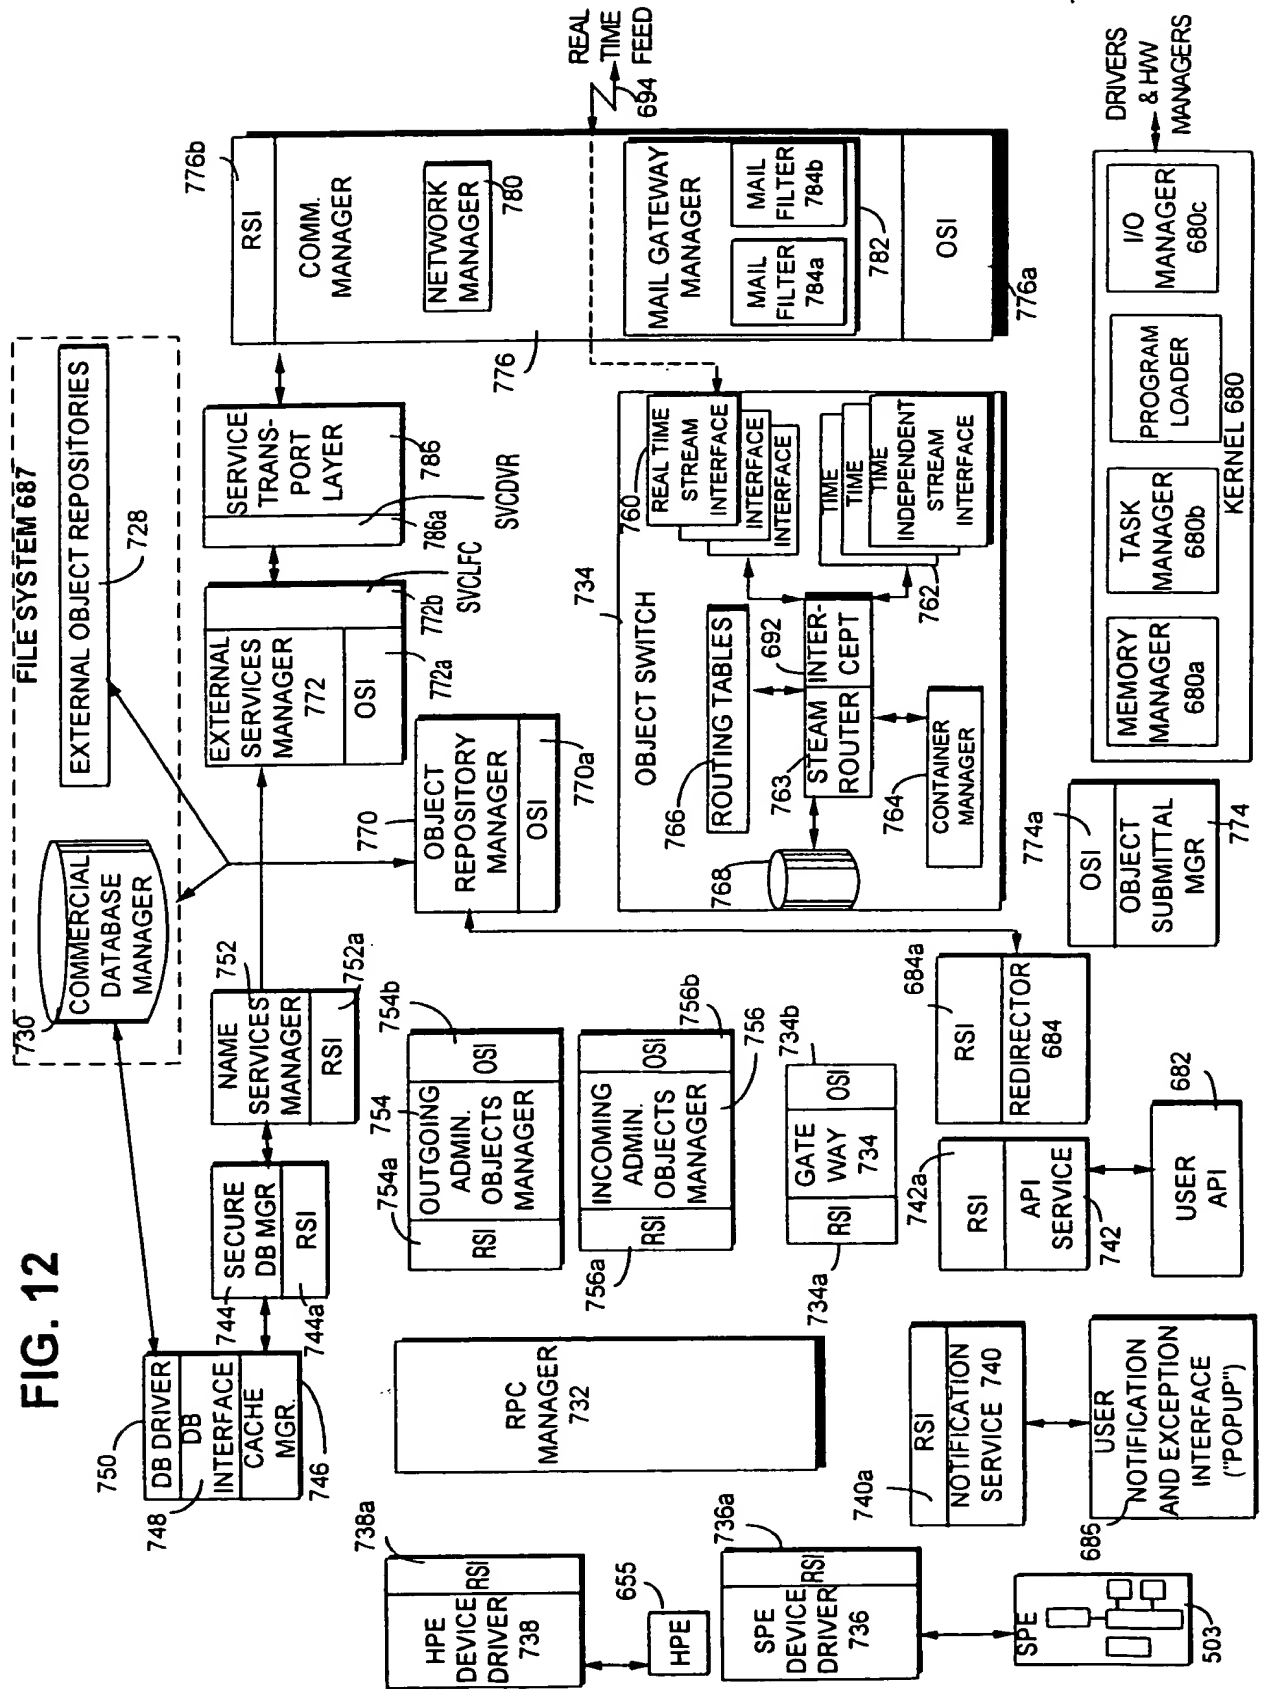 FIG. 12
FILE SYSTEM 687
730
COMMERCIAL
DATABASE
MANAGER
EXTERNAL OBJECT REPOSITORIES
728
750
DB DRIVER
DB
INTERFACE
748
CACHE
MGR.
746
744
SECURE
DB MGR
RSI
744a
NAME
SERVICES
MANAGER
752
RSI
752a
EXTERNAL
SERVICES
MANAGER
772
OSI
772a
772b
SVCLFC
SERVICE
TRANS-
PORT
LAYER
786
786a
SVCDVR
776b
RSI
COMM.
MANAGER
NETWORK
MANAGER
780
776
MAIL GATEWAY
MANAGER
MAIL
FILTER
784a
MAIL
FILTER
784b
782
OSI
776a
REAL
TIME
FEED
694
754a
754
754b
RSI
OUTGOING
ADMIN.
OBJECTS
MANAGER
OSI
756a
RSI
INCOMING
ADMIN.
OBJECTS
MANAGER
OSI
756b
756
770
OBJECT
REPOSITORY
MANAGER
OSI
770a
734
OBJECT SWITCH
760
REAL TIME
STREAM
INTERFACE
INTERFACE
INTERFACE
TIME
TIME
TIME
INDEPENDENT
STREAM
INTERFACE
762
766
ROUTING TABLES
692
763
STEAM
ROUTER
INTER-
CEPT
764
CONTAINER
MANAGER
768
RPC
MANAGER
732
738a
HPE
DEVICE
DRIVER
738
RSI
655
HPE
736a
SPE
DEVICE
DRIVER
736
RSI
SPE
503
734a
RSI
GATE
WAY
734
OSI
734b
740a
RSI
NOTIFICATION
SERVICE 740
686
USER
NOTIFICATION
AND EXCEPTION
INTERFACE
("POPUP")
742a
RSI
API
SERVICE
742
USER
API
682
684a
RSI
REDIRECTOR
684
774a
OSI
OBJECT
SUBMITTAL
MGR
774
MEMORY
MANAGER
680a
TASK
MANAGER
680b
PROGRAM
LOADER
I/O
MANAGER
680c
KERNEL 680
DRIVERS
& H/W
MANAGERS